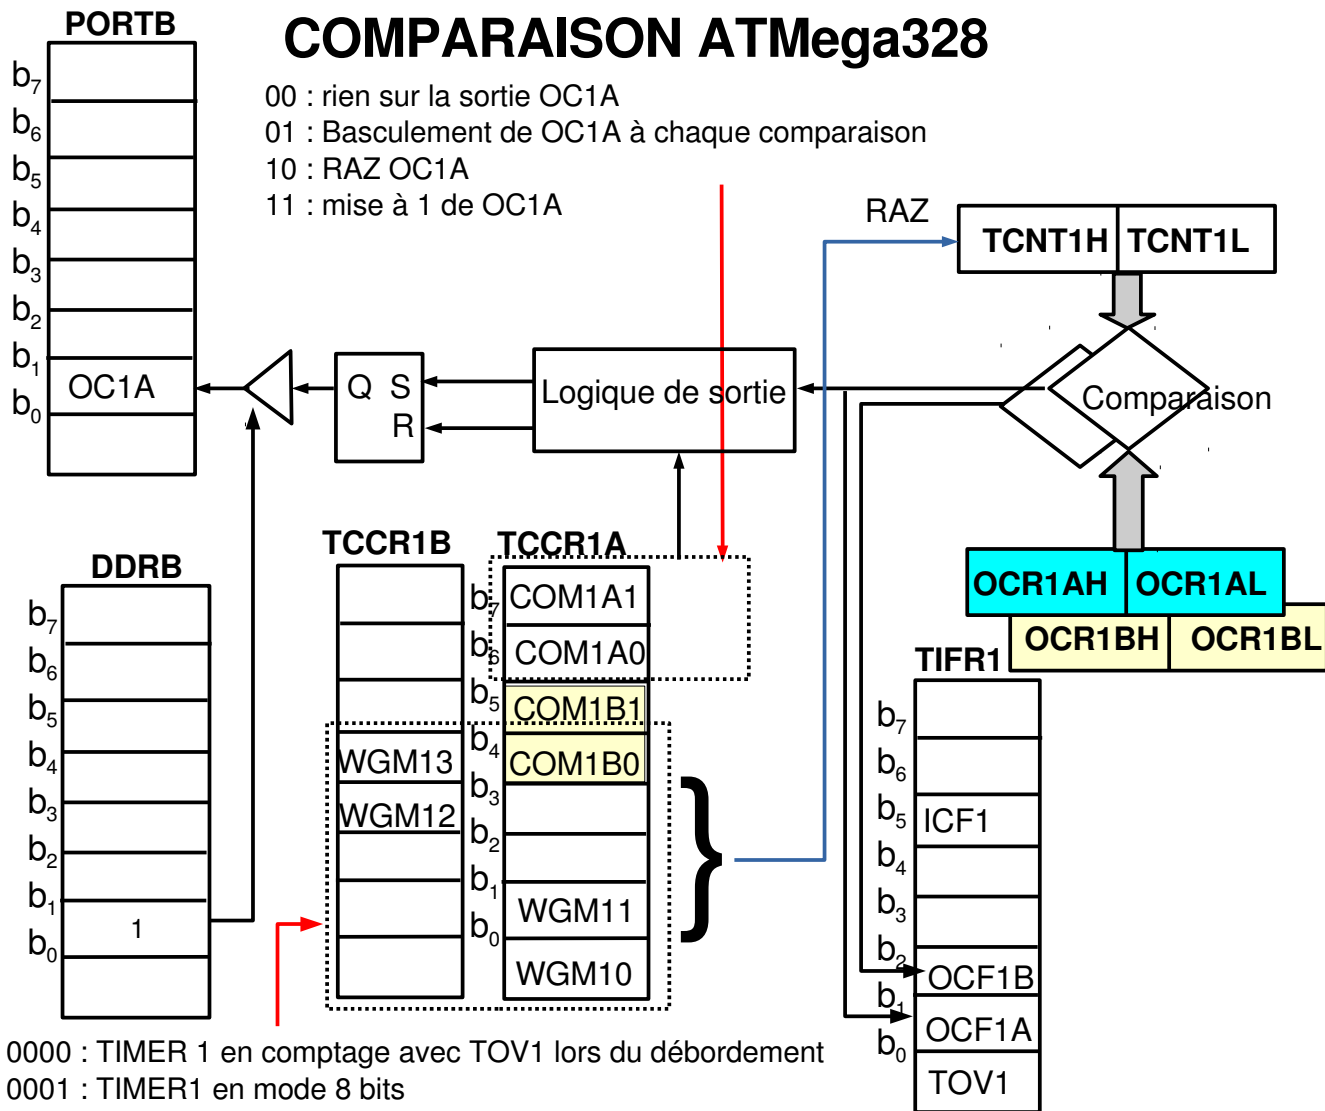 PORTB
COMPARAISON ATMega328
00 : rien sur la sortie OC1A
01 : Basculement de OC1A à chaque comparaison
10 : RAZ OC1A
11 : mise à 1 de OC1A
b7
b6
b5
b4
b3
b2
b1
b0
OC1A
Q S
R
Logique de sortie
RAZ
TCNT1H TCNT1L
Comparaison
OCR1AH OCR1AL
OCR1BH OCR1BL
DDRB
b7
b6
b5
b4
b3
b2
b1
b0
1
TCCR1B
WGM13
WGM12
TCCR1A
b7
b6
b5
b4
b3
b2
b1
b0
COM1A1
COM1A0
COM1B1
COM1B0
WGM11
WGM10
}
TIFR1
b7
b6
b5
b4
b3
b2
b1
b0
ICF1
OCF1B
OCF1A
TOV1
0000 : TIMER 1 en comptage avec TOV1 lors du débordement
0001 : TIMER1 en mode 8 bits